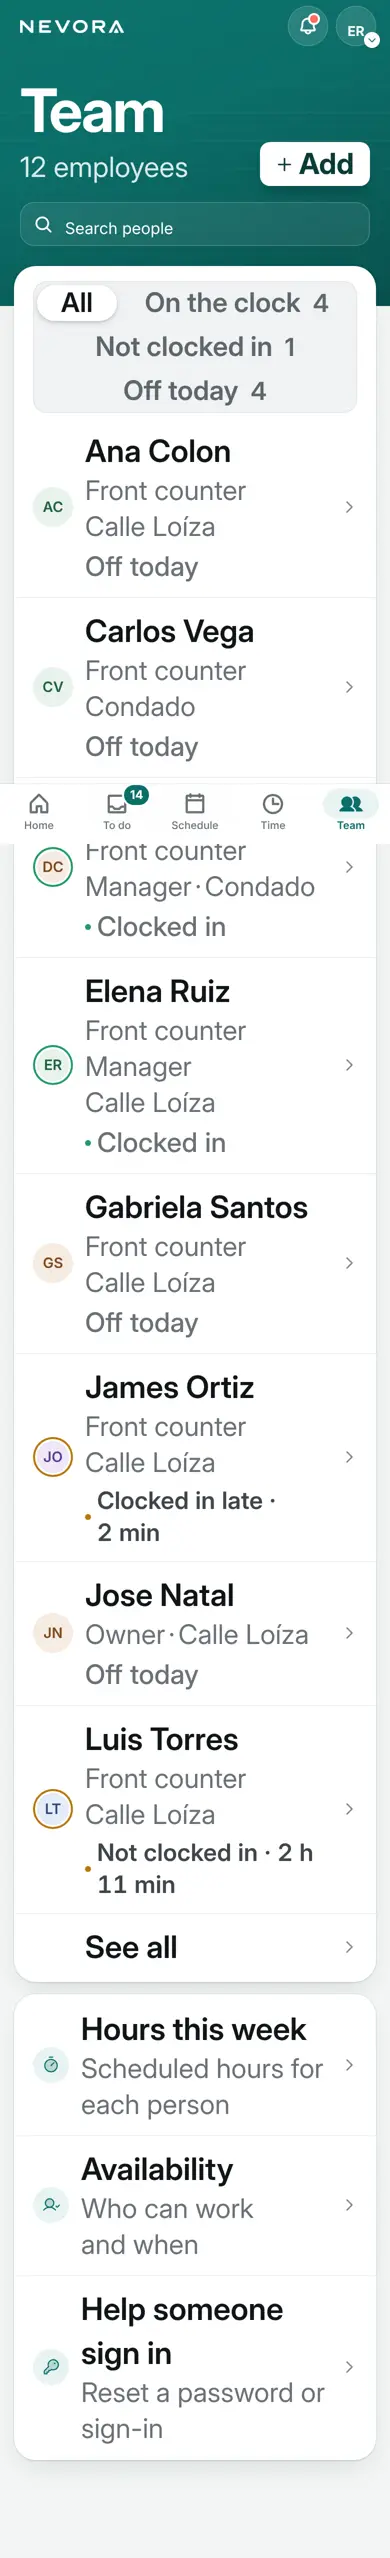 NEVORA
ER
Team
12 employees
+ Add
Search people
All
On the clock 4
Not clocked in 1
Off today 4
Ana Colon
AC
Front counter
Calle Loíza
Off today
Carlos Vega
CV
Front counter
Condado
Off today
14
Home
To do
Schedule
Time
Team
Front counter
DC
Manager · Condado
Clocked in
Elena Ruiz
Front counter
ER
Manager
Calle Loíza
Clocked in
Gabriela Santos
GS
Front counter
Calle Loíza
Off today
James Ortiz
Front counter
JO
Calle Loíza
Clocked in late ·
2 min
Jose Natal
JN
Owner · Calle Loíza
Off today
Luis Torres
Front counter
LT
Calle Loíza
Not clocked in · 2 h
11 min
See all
Hours this week
Scheduled hours for
each person
Availability
Who can work
and when
Help someone
sign in
Reset a password or
sign-in